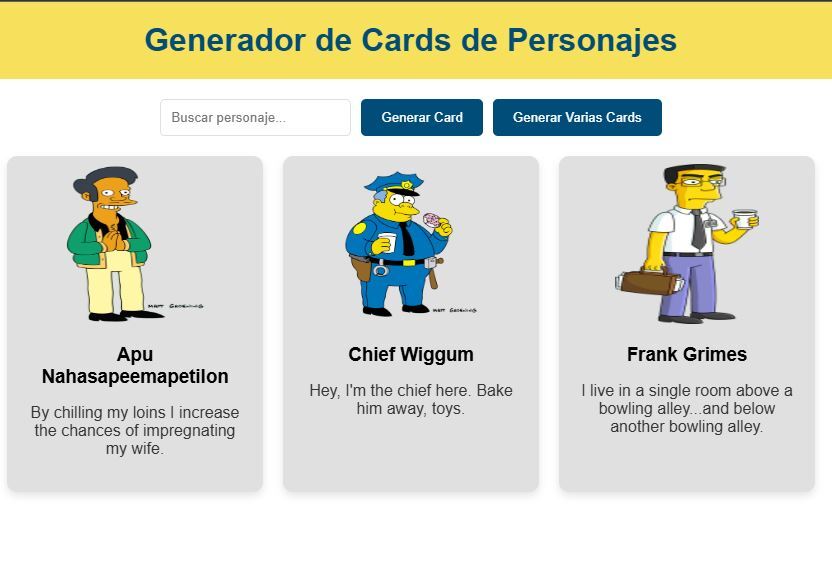 Generador de Cards de Personajes
Buscar personaje...
Generar Card
Generar Varias Cards
MATT GROENING
MATT GROENING
Apu
Nahasapeemapetilon
By chilling my loins I increase
the chances of impregnating
my wife.
Chief Wiggum
Hey, I'm the chief here. Bake
him away, toys.
Frank Grimes
I live in a single room above a
bowling alley...and below
another bowling alley.